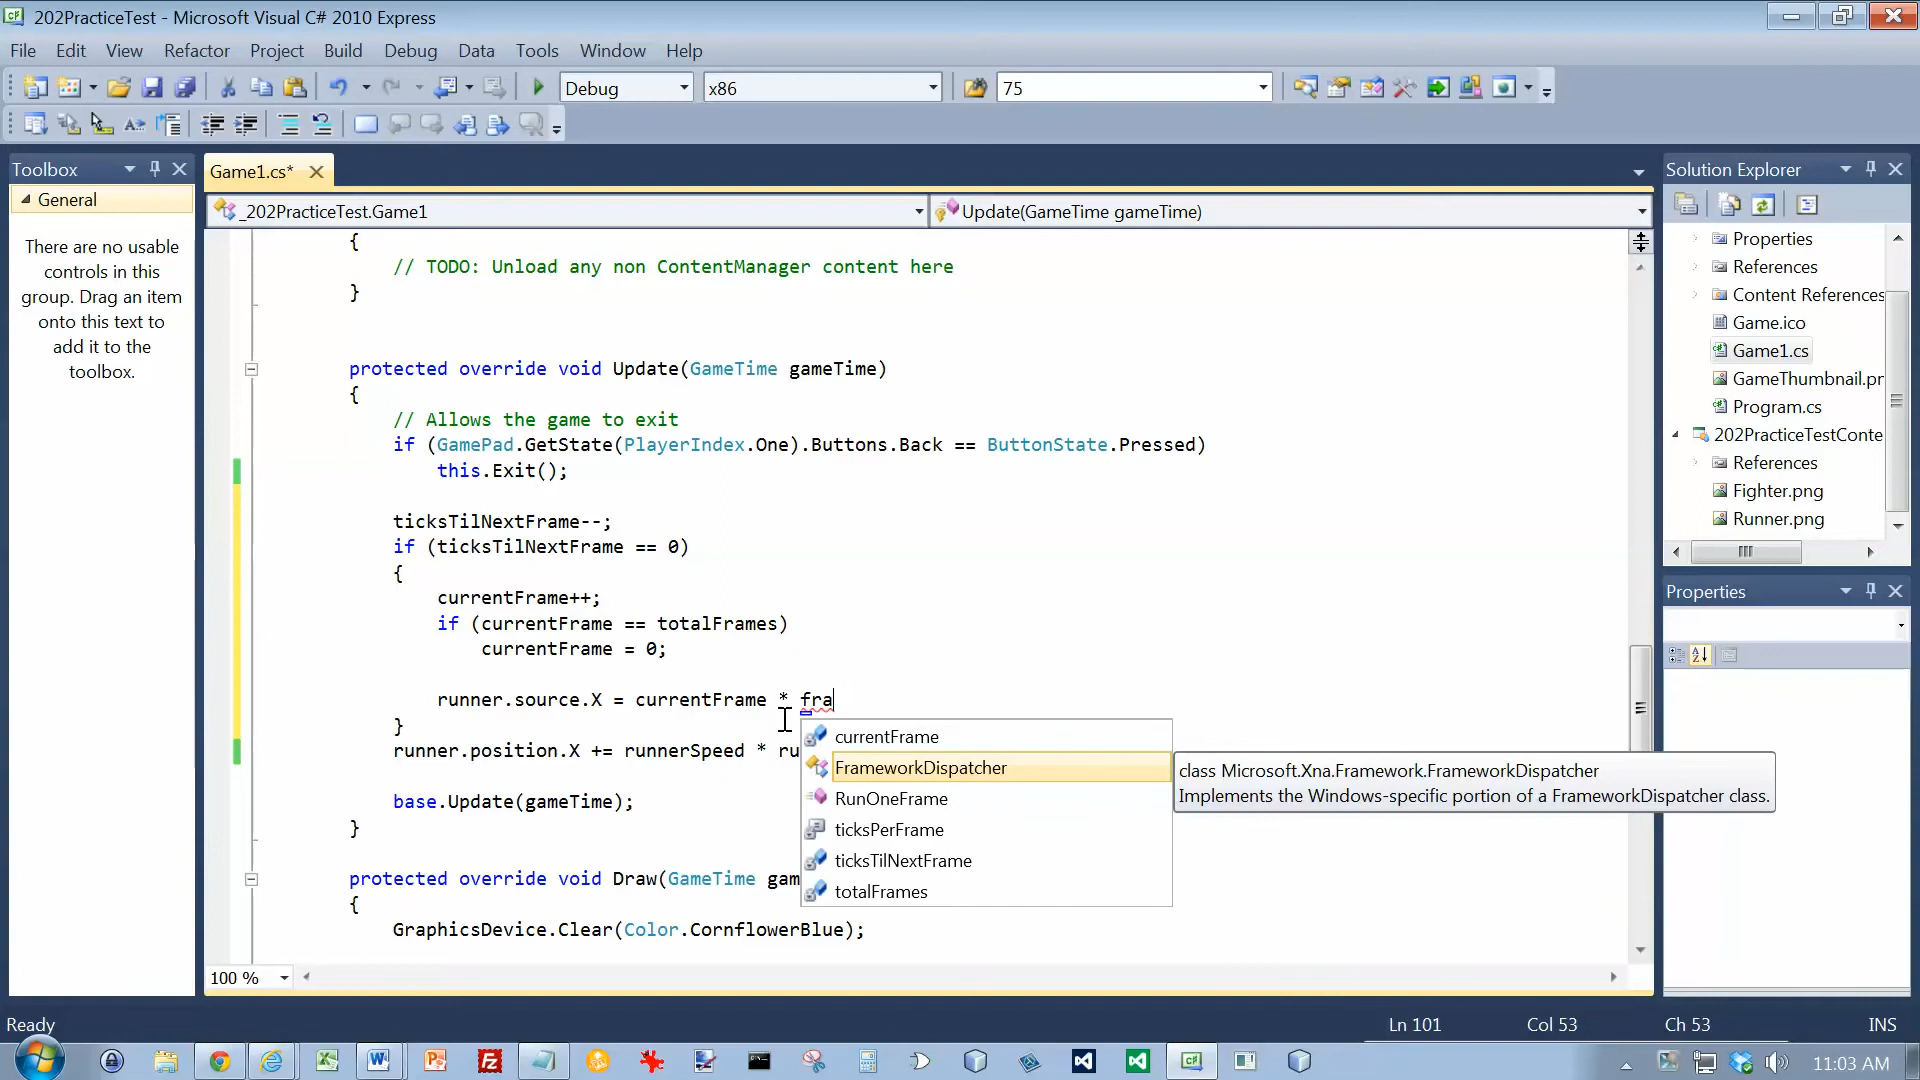 202PracticeTest - Microsoft Visual C# 2010 Express
File Edit View Refactor Project Build Debug Data Tools Window Help
Debug x86 75
Toolbox
General
There are no usable
controls in this
group. Drag an item
onto this text to
add it to the
toolbox.
Game1.cs*
_202PracticeTest.Game1
Update(GameTime gameTime)
{
// TODO: Unload any non ContentManager content here
}
protected override void Update(GameTime gameTime)
{
// Allows the game to exit
if (GamePad.GetState(PlayerIndex.One).Buttons.Back == ButtonState.Pressed)
this.Exit();
ticksTilNextFrame--;
if (ticksTilNextFrame == 0)
{
currentFrame++;
if (currentFrame == totalFrames)
currentFrame = 0;
runner.source.X = currentFrame * fra
}
runner.position.X += runnerSpeed * ru
base.Update(gameTime);
}
protected override void Draw(GameTime gam
{
GraphicsDevice.Clear(Color.CornflowerBlue);
currentFrame
FrameworkDispatcher
RunOneFrame
ticksPerFrame
ticksTilNextFrame
totalFrames
class Microsoft.Xna.Framework.FrameworkDispatcher
Implements the Windows-specific portion of a FrameworkDispatcher class.
100 %
Solution Explorer
Properties
References
Content References
Game.ico
Game1.cs
GameThumbnail.pr
Program.cs
202PracticeTestConte
References
Fighter.png
Runner.png
Properties
Ready
Ln 101 Col 53 Ch 53 INS
11:03 AM